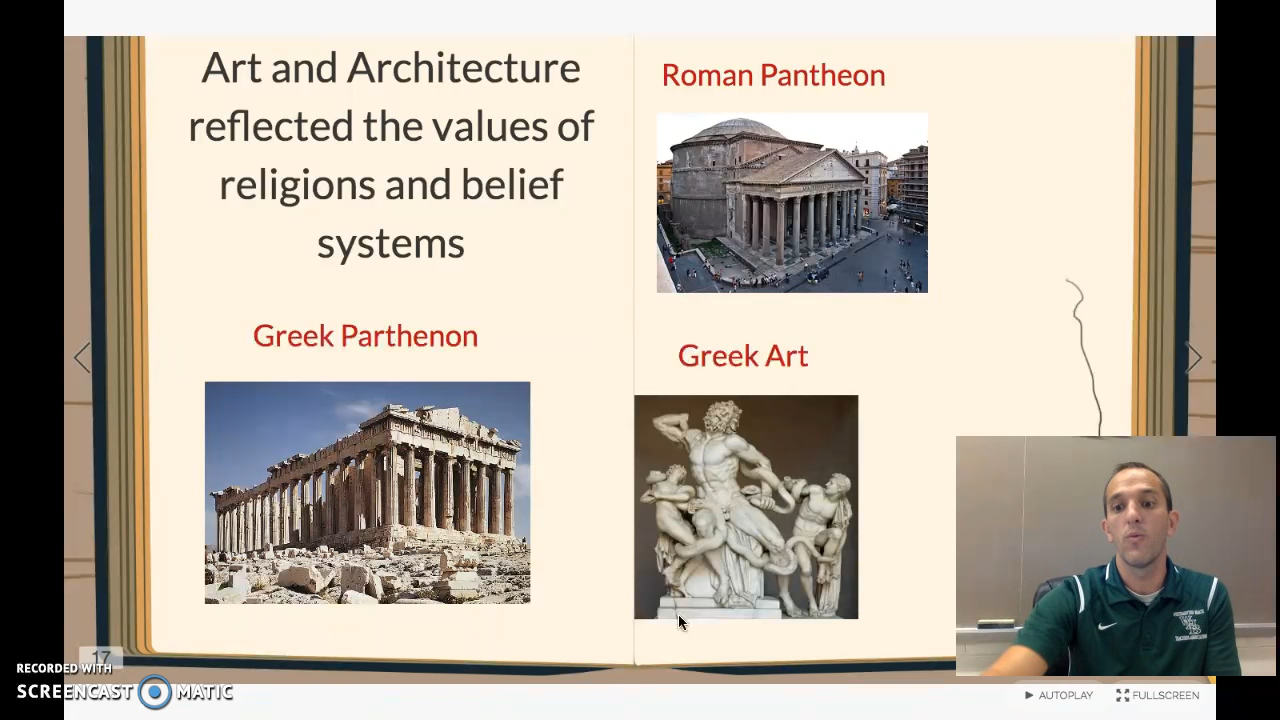 Art and Architecture
reflected the values of
religions and belief
systems
Greek Parthenon
Roman Pantheon
Greek Art
17
RECORDED WITH
SCREENCAST MATIC
AUTOPLAY
FULLSCREEN